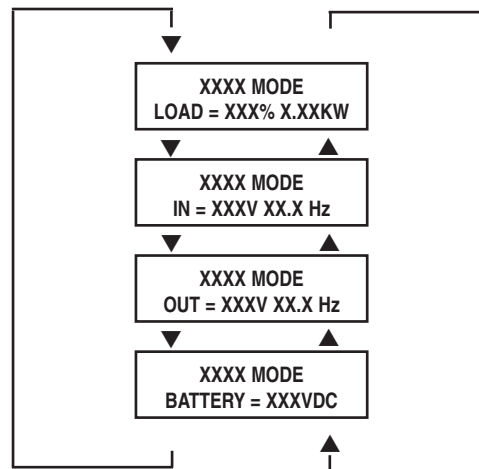 XXXX MODE
LOAD = XXX% X.XXKW
XXXX MODE
IN = XXXV XX.X Hz
XXXX MODE
OUT = XXXV XX.X Hz
XXXX MODE
BATTERY = XXXVDC